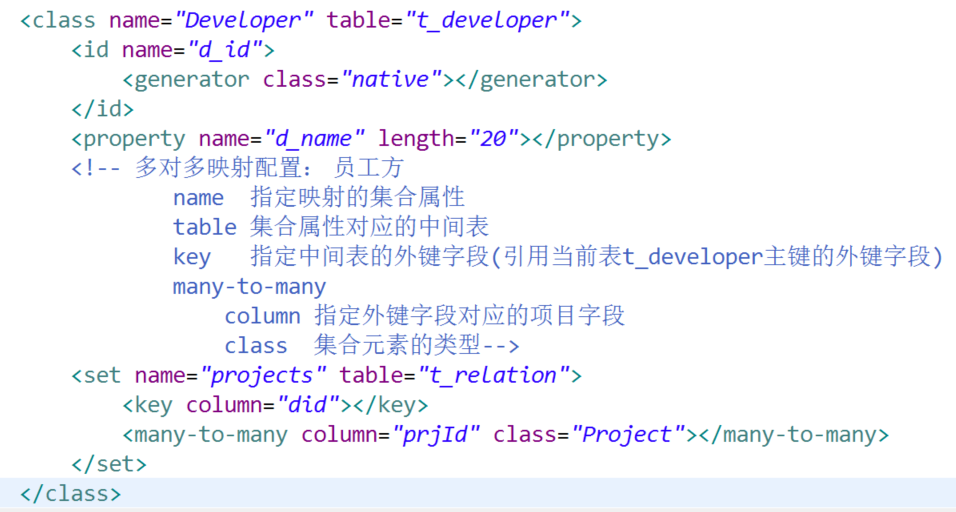 <class name="Developer" table="t_developer">
    <id name="d_id">
        <generator class="native"></generator>
    </id>
    <property name="d_name" length="20"></property>
    <!-- 多对多映射配置： 员工方
            name  指定映射的集合属性
            table 集合属性对应的中间表
            key   指定中间表的外键字段(引用当前表t_developer主键的外键字段)
            many-to-many
                column 指定外键字段对应的项目字段
                class  集合元素的类型-->
    <set name="projects" table="t_relation">
        <key column="did"></key>
        <many-to-many column="prjId" class="Project"></many-to-many>
    </set>
</class>